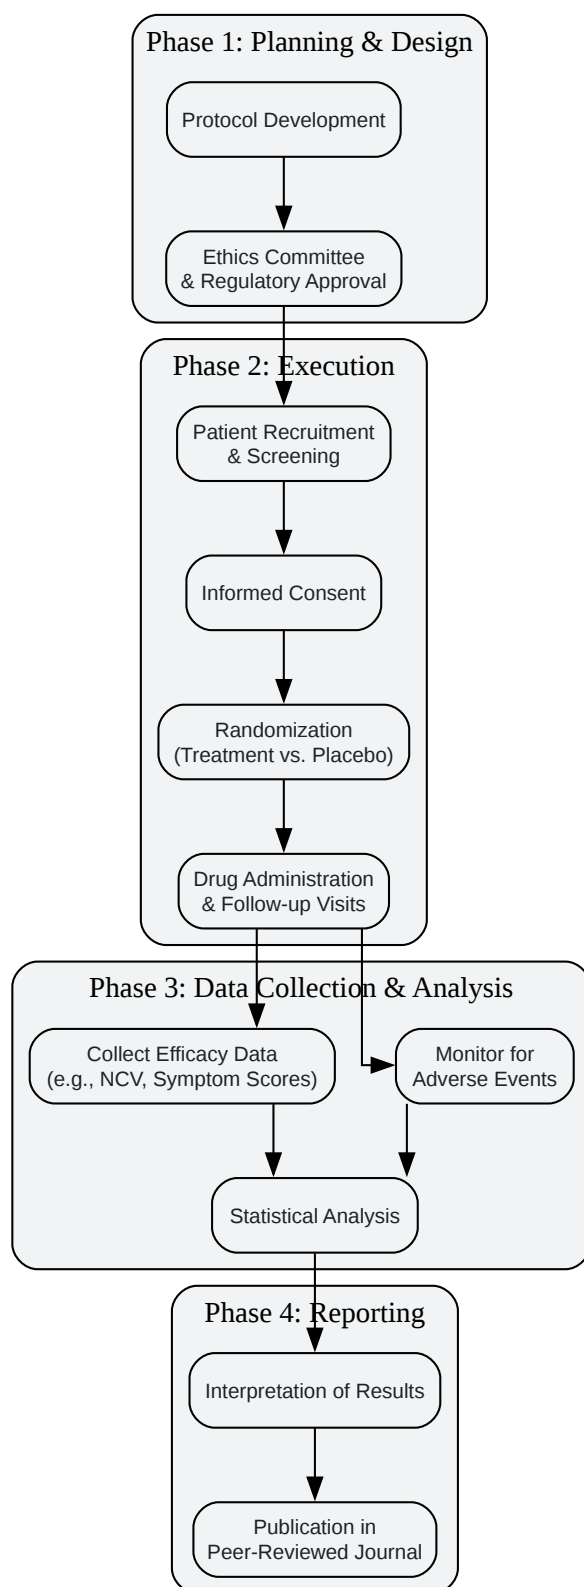 Phase 1: Planning & Design
Protocol Development
Ethics Committee
& Regulatory Approval
Phase 2: Execution
Patient Recruitment
& Screening
Informed Consent
Randomization
(Treatment vs. Placebo)
Drug Administration
& Follow-up Visits
Phase 3: Data Collection & Analysis
Collect Efficacy Data
(e.g., NCV, Symptom Scores)
Monitor for
Adverse Events
Statistical Analysis
Phase 4: Reporting
Interpretation of Results
Publication in
Peer-Reviewed Journal